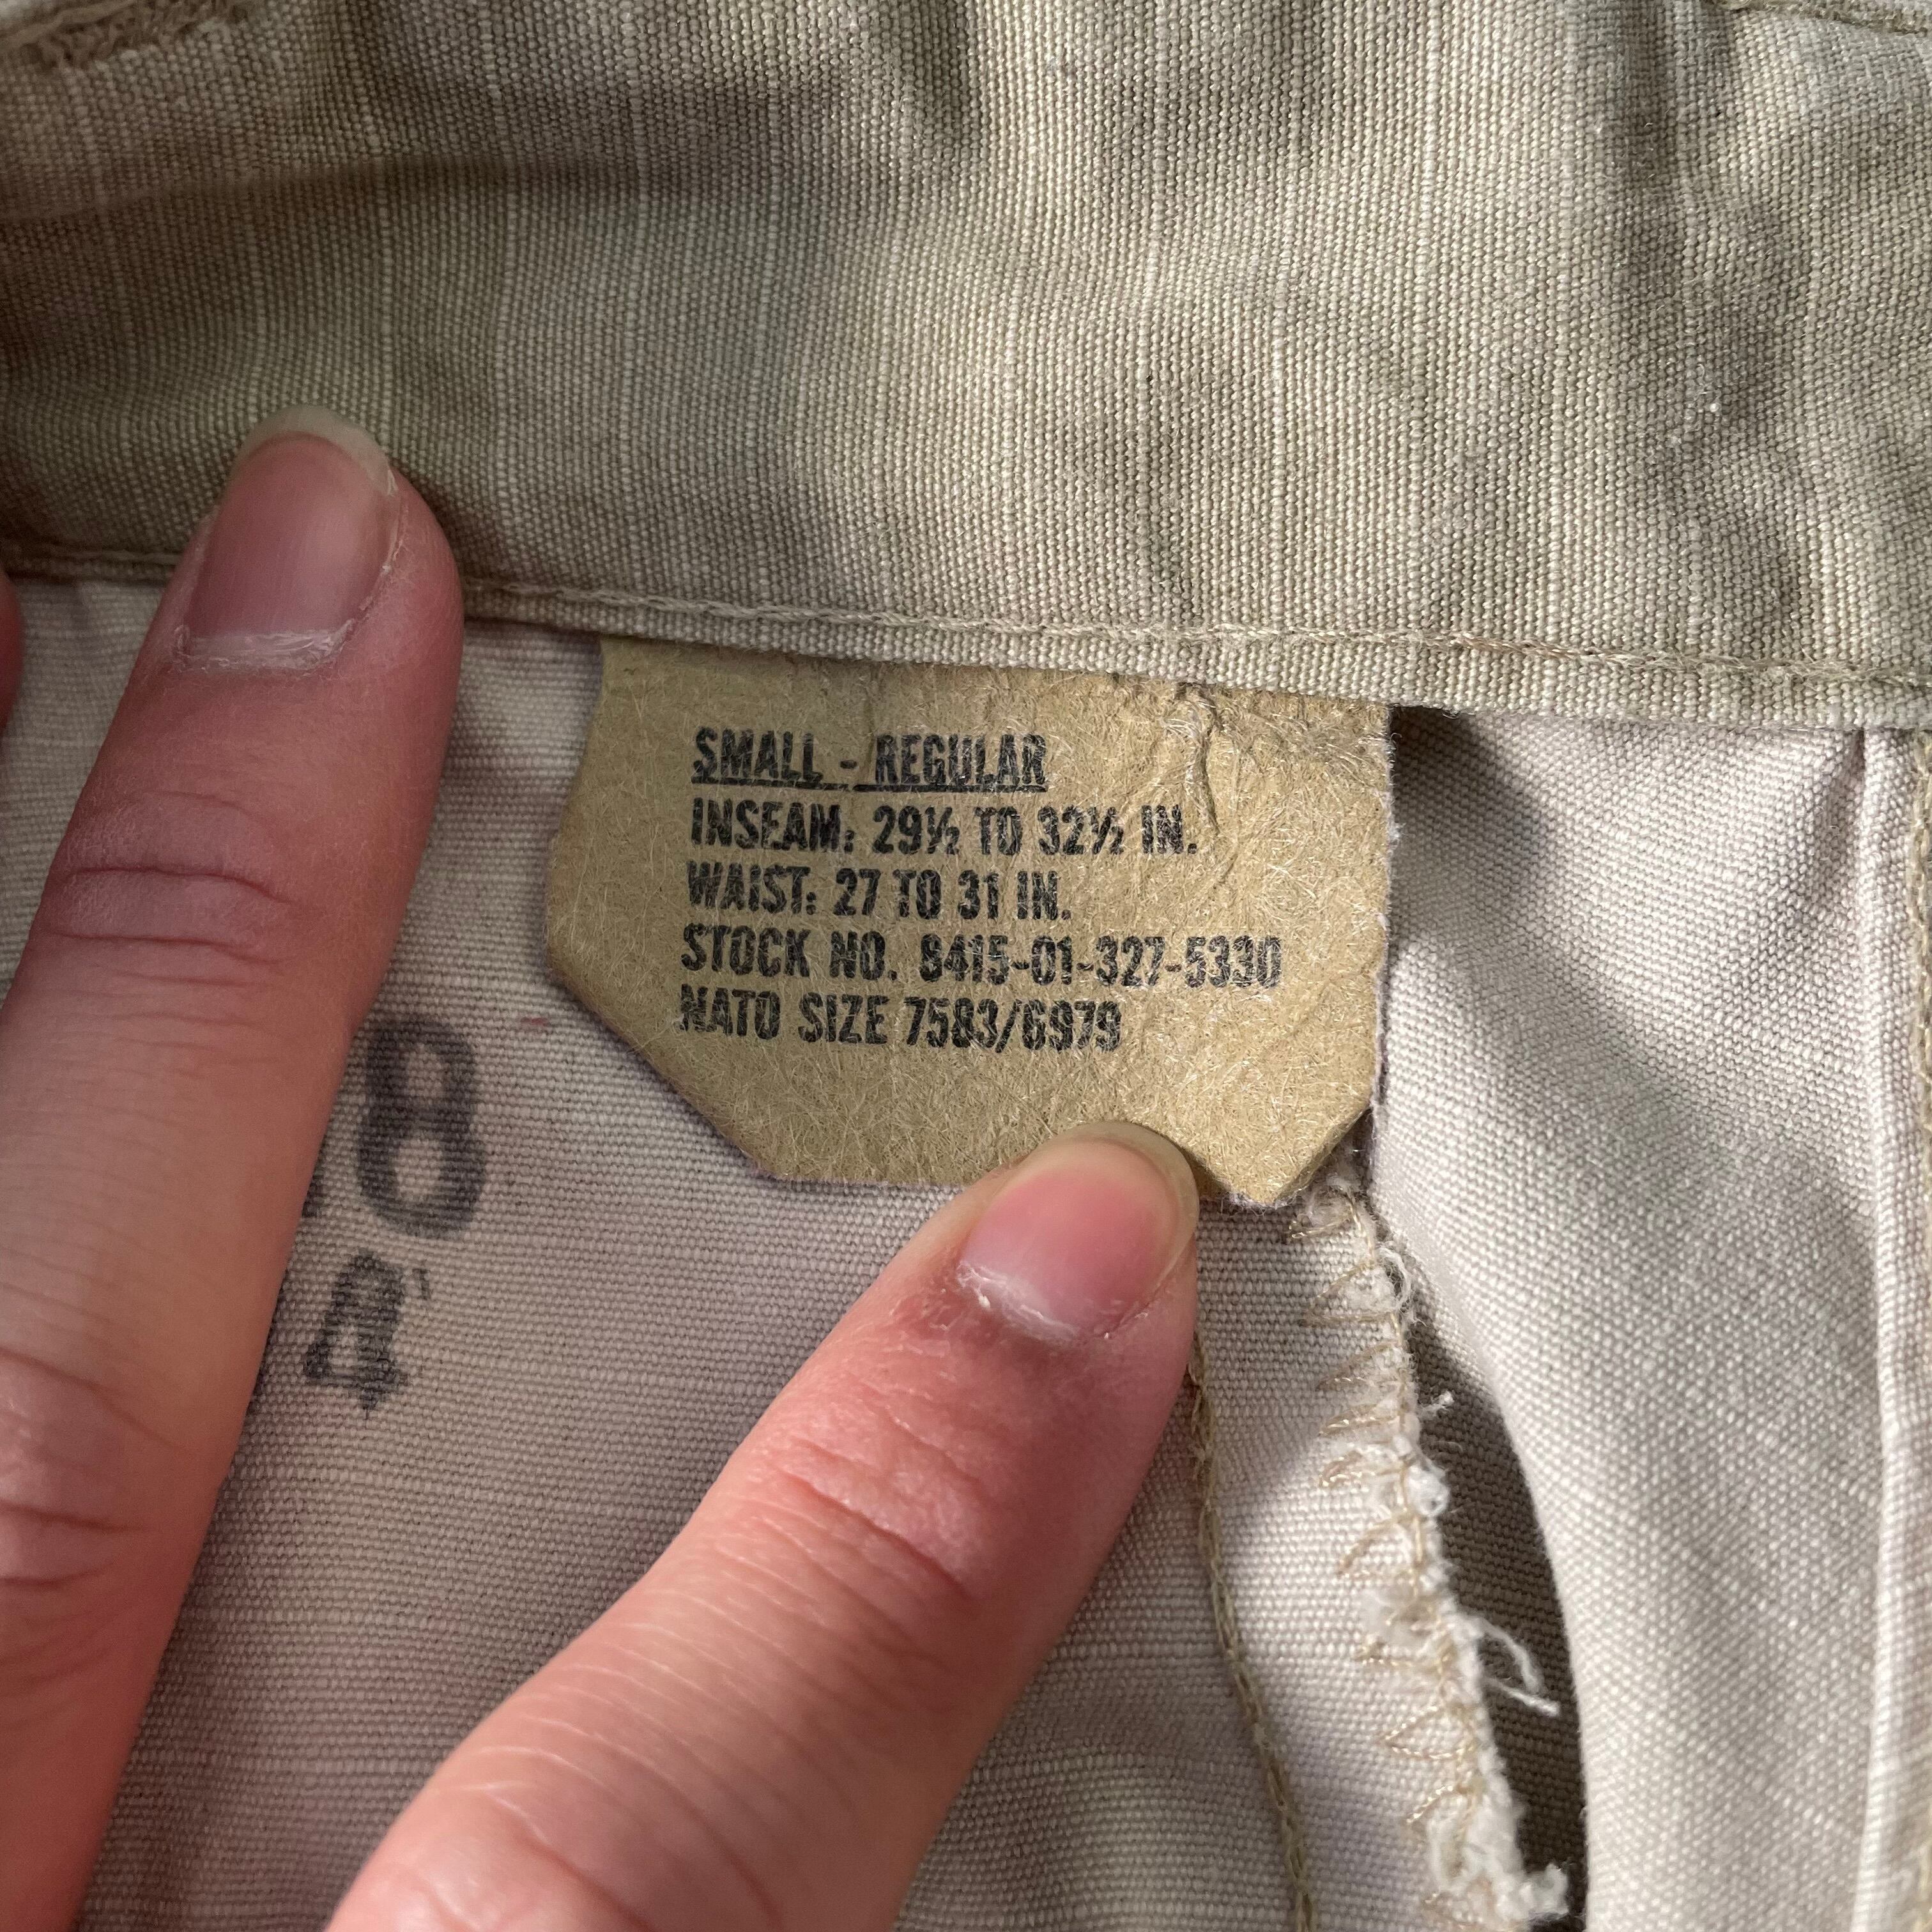 SMALL - REGULAR
INSEAM: 29½ TO 32½ IN.
WAIST: 27 TO 31 IN.
STOCK NO. 8415-01-327-5330
NATO SIZE 7583/6979
8